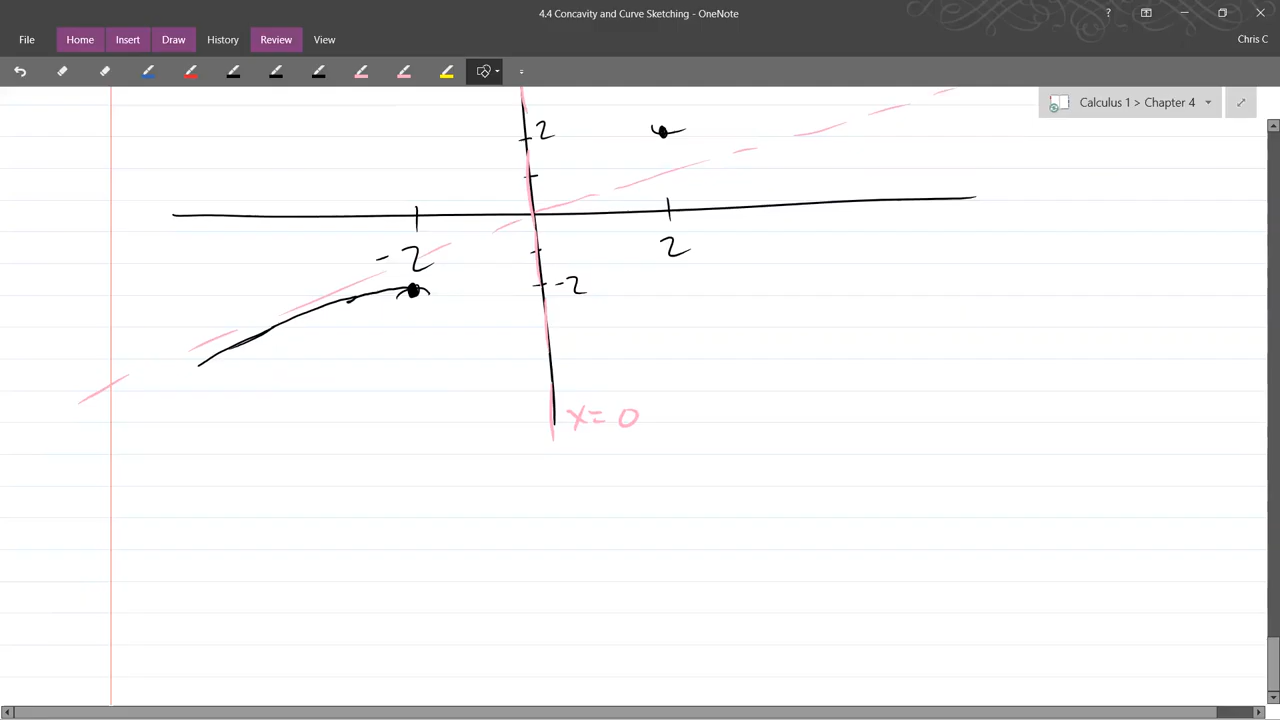 4.4 Concavity and Curve Sketching - OneNote
File Home Insert Draw History Review View
Chris C
Calculus 1 > Chapter 4
2
-2
2
-2
x= 0